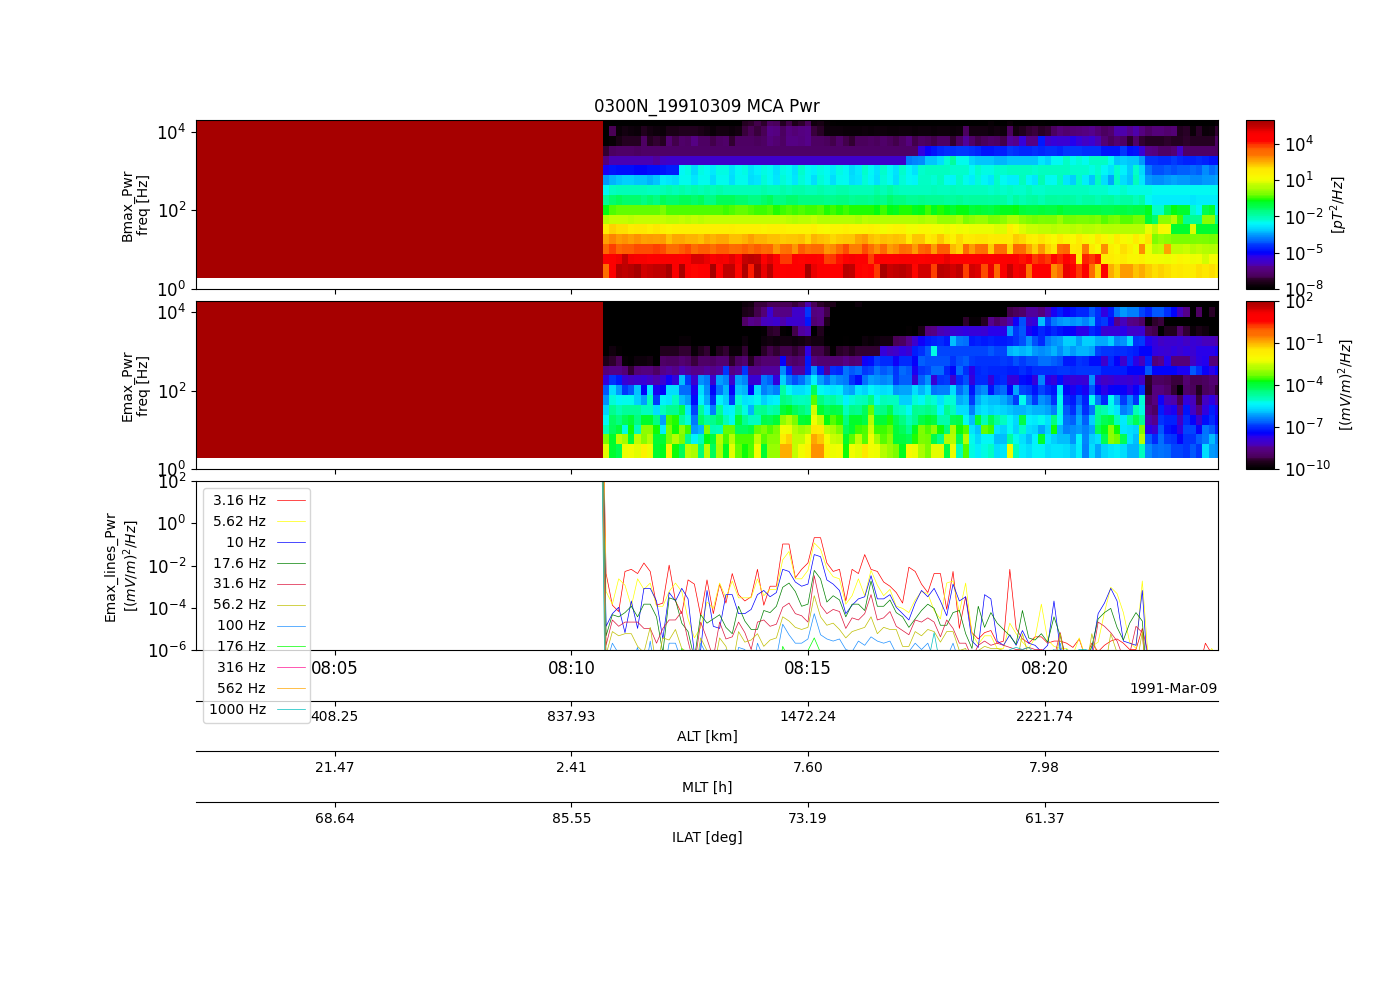 0300N_19910309 MCA Pwr
10^4
10^2
10^0
Bmax_Pwr
freq [Hz]
10^4
10^1
10^-2
10^-5
10^-8
[pT^2/Hz]
10^4
10^2
10^0
Emax_Pwr
freq [Hz]
10^2
10^-1
10^-4
10^-7
10^-10
[(mV/m)^2/Hz]
10^2
10^0
10^-2
10^-4
10^-6
Emax_lines_Pwr
[(mV/m)^2/Hz]
3.16 Hz
5.62 Hz
10 Hz
17.6 Hz
31.6 Hz
56.2 Hz
100 Hz
176 Hz
316 Hz
562 Hz
1000 Hz
08:05 08:10 08:15 08:20
1991-Mar-09
408.25 837.93 1472.24 2221.74
ALT [km]
21.47 2.41 7.60 7.98
MLT [h]
68.64 85.55 73.19 61.37
ILAT [deg]